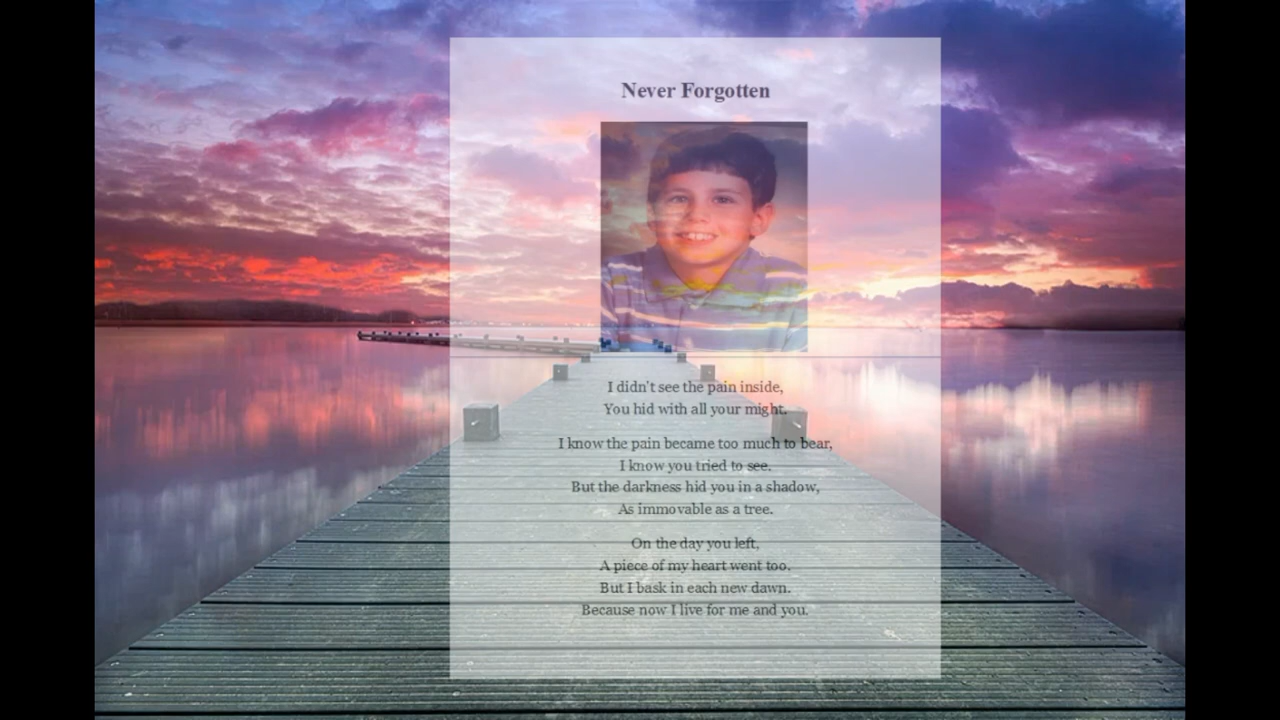 Never Forgotten
I didn't see the pain inside,
You hid with all your might.
I know the pain became too much to bear,
I know you tried to see.
But the darkness hid you in a shadow,
As immovable as a tree.
On the day you left,
A piece of my heart went too.
But I bask in each new dawn.
Because now I live for me and you.